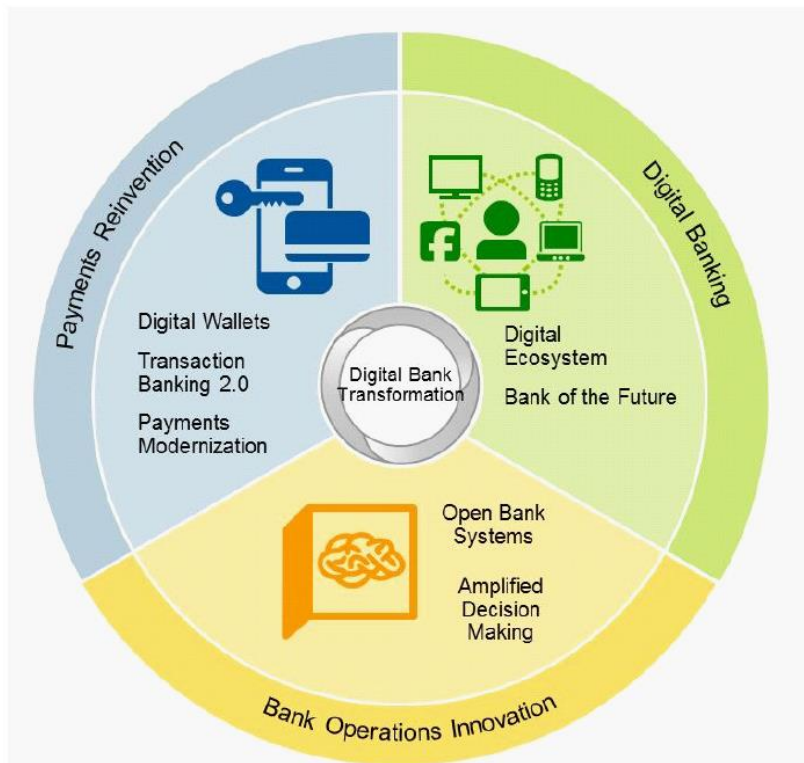 Payments Reinvention
Digital Wallets
Transaction
Banking 2.0
Payments
Modernization
Digital Banking
Digital
Ecosystem
Bank of the Future
Digital Bank
Transformation
Open Bank
Systems
Amplified
Decision
Making
Bank Operations Innovation